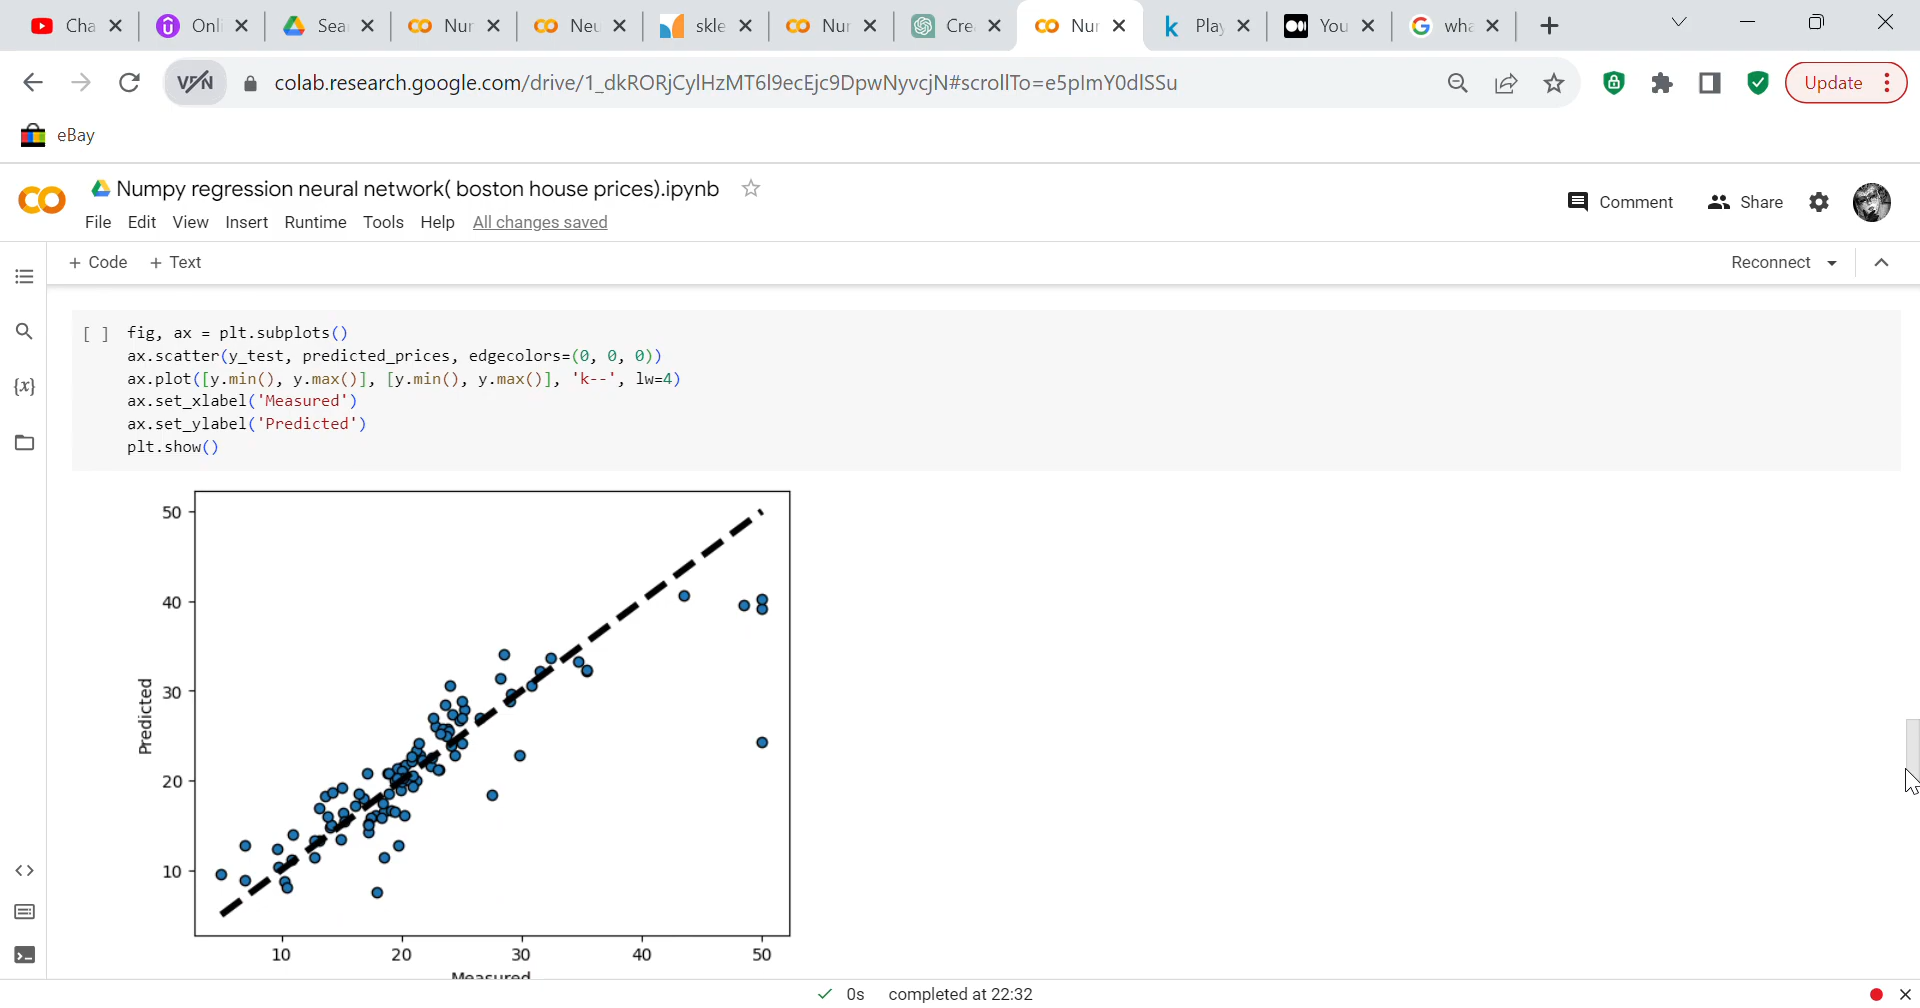 Cha
Onli
Sea
Nur
Neu
skle
Nur
Cre
Nur
Play
You
wha
VPN
colab.research.google.com/drive/1_dkRORjCylHzMT6l9ecEjc9DpwNyvcjN#scrollTo=e5pImY0dlSSu
Update
eBay
Numpy regression neural network( boston house prices).ipynb
Comment
Share
File Edit View Insert Runtime Tools Help All changes saved
+ Code + Text
Reconnect
[ ] fig, ax = plt.subplots()
ax.scatter(y_test, predicted_prices, edgecolors=(0, 0, 0))
ax.plot([y.min(), y.max()], [y.min(), y.max()], 'k--', lw=4)
ax.set_xlabel('Measured')
ax.set_ylabel('Predicted')
plt.show()
{x}
50
40
30
20
10
Predicted
10 20 30 40 50
Measured
0s completed at 22:32